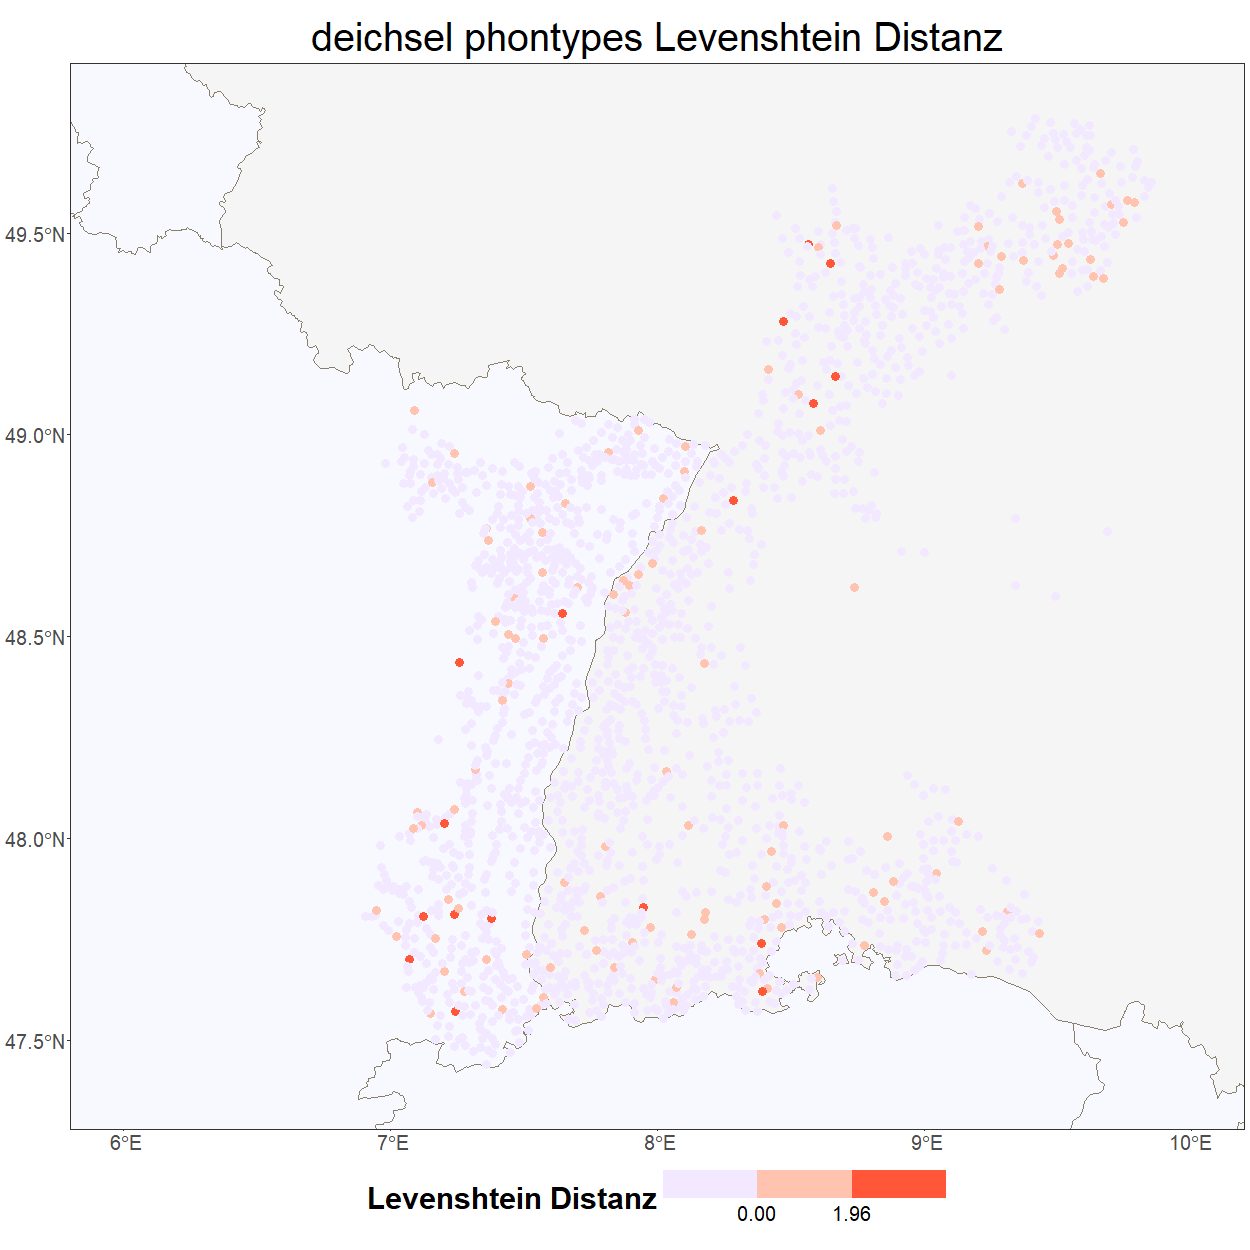 deichsel phontypes Levenshtein Distanz
49.5°N
49.0°N
48.5°N
48.0°N
47.5°N
6°E 7°E 8°E 9°E 10°E
Levenshtein Distanz
0.00 1.96